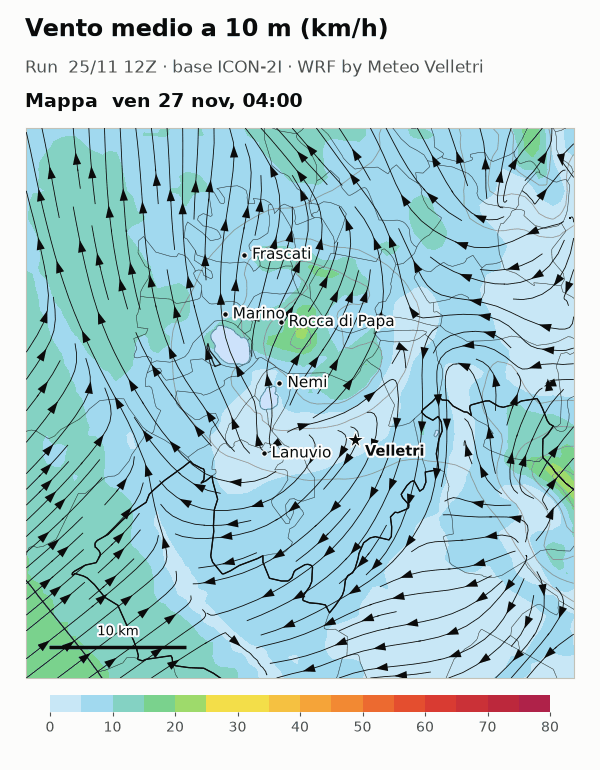 Vento medio a 10 m (km/h)
Run  25/11 12Z · base ICON-2I · WRF by Meteo Velletri
Mappa  ven 27 nov, 04:00
Frascati
Marino
Rocca di Papa
Nemi
Velletri
Lanuvio
10 km
0 10 20 30 40 50 60 70 80